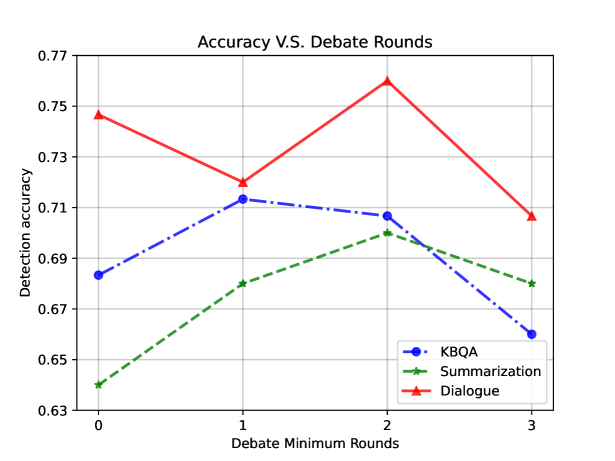 Accuracy V.S. Debate Rounds
0.77
0.75
0.73
0.71
0.69
0.67
0.65
0.63
Detection accuracy
KBQA
Summarization
Dialogue
0 1 2 3
Debate Minimum Rounds